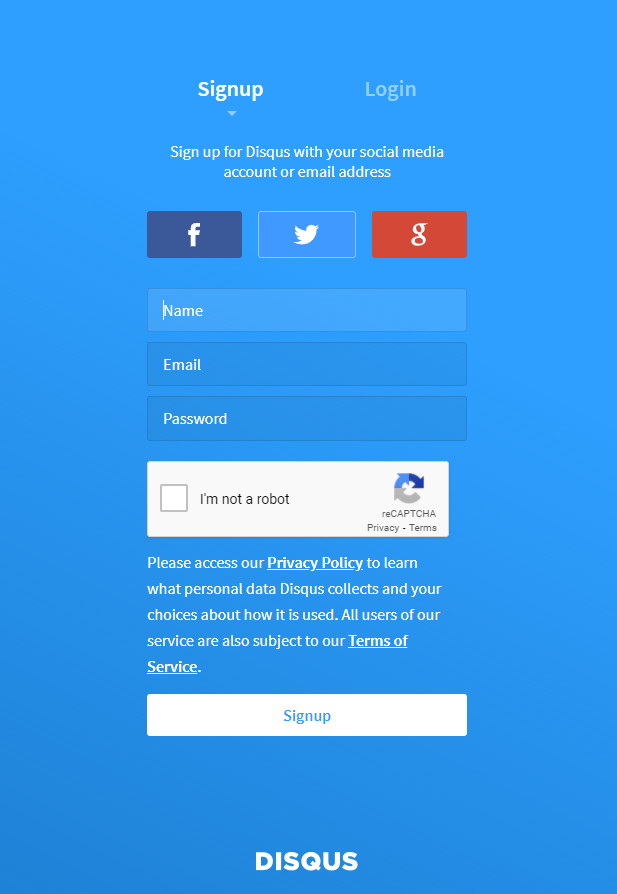 Signup
Login
Sign up for Disqus with your social media
account or email address
f
g
Name
Email
Password
I'm not a robot
reCAPTCHA
Privacy - Terms
Please access our Privacy Policy to learn
what personal data Disqus collects and your
choices about how it is used. All users of our
service are also subject to our Terms of
Service.
Signup
DISQUS